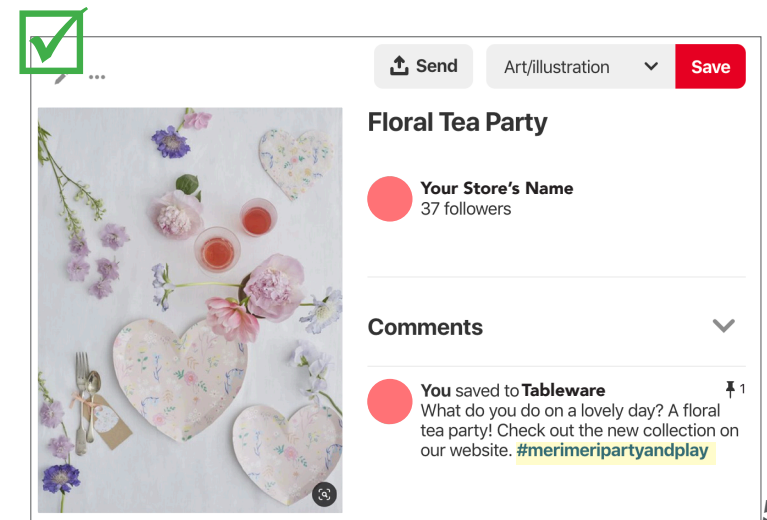 Send
Art/illustration
Save
Floral Tea Party
Your Store's Name
37 followers
Comments
You saved to Tableware
1
What do you do on a lovely day? A floral
tea party! Check out the new collection on
our website. #merimeripartyandplay